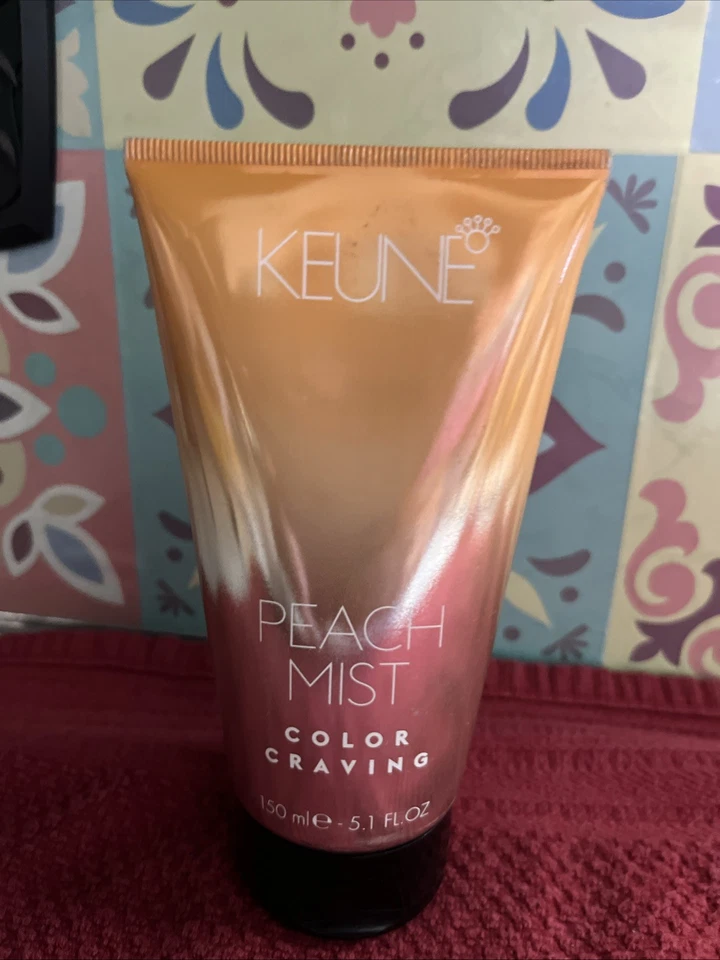 KEUNE
PEACH
MIST
COLOR
CRAVING
150 ml℮ - 5.1 FL.OZ